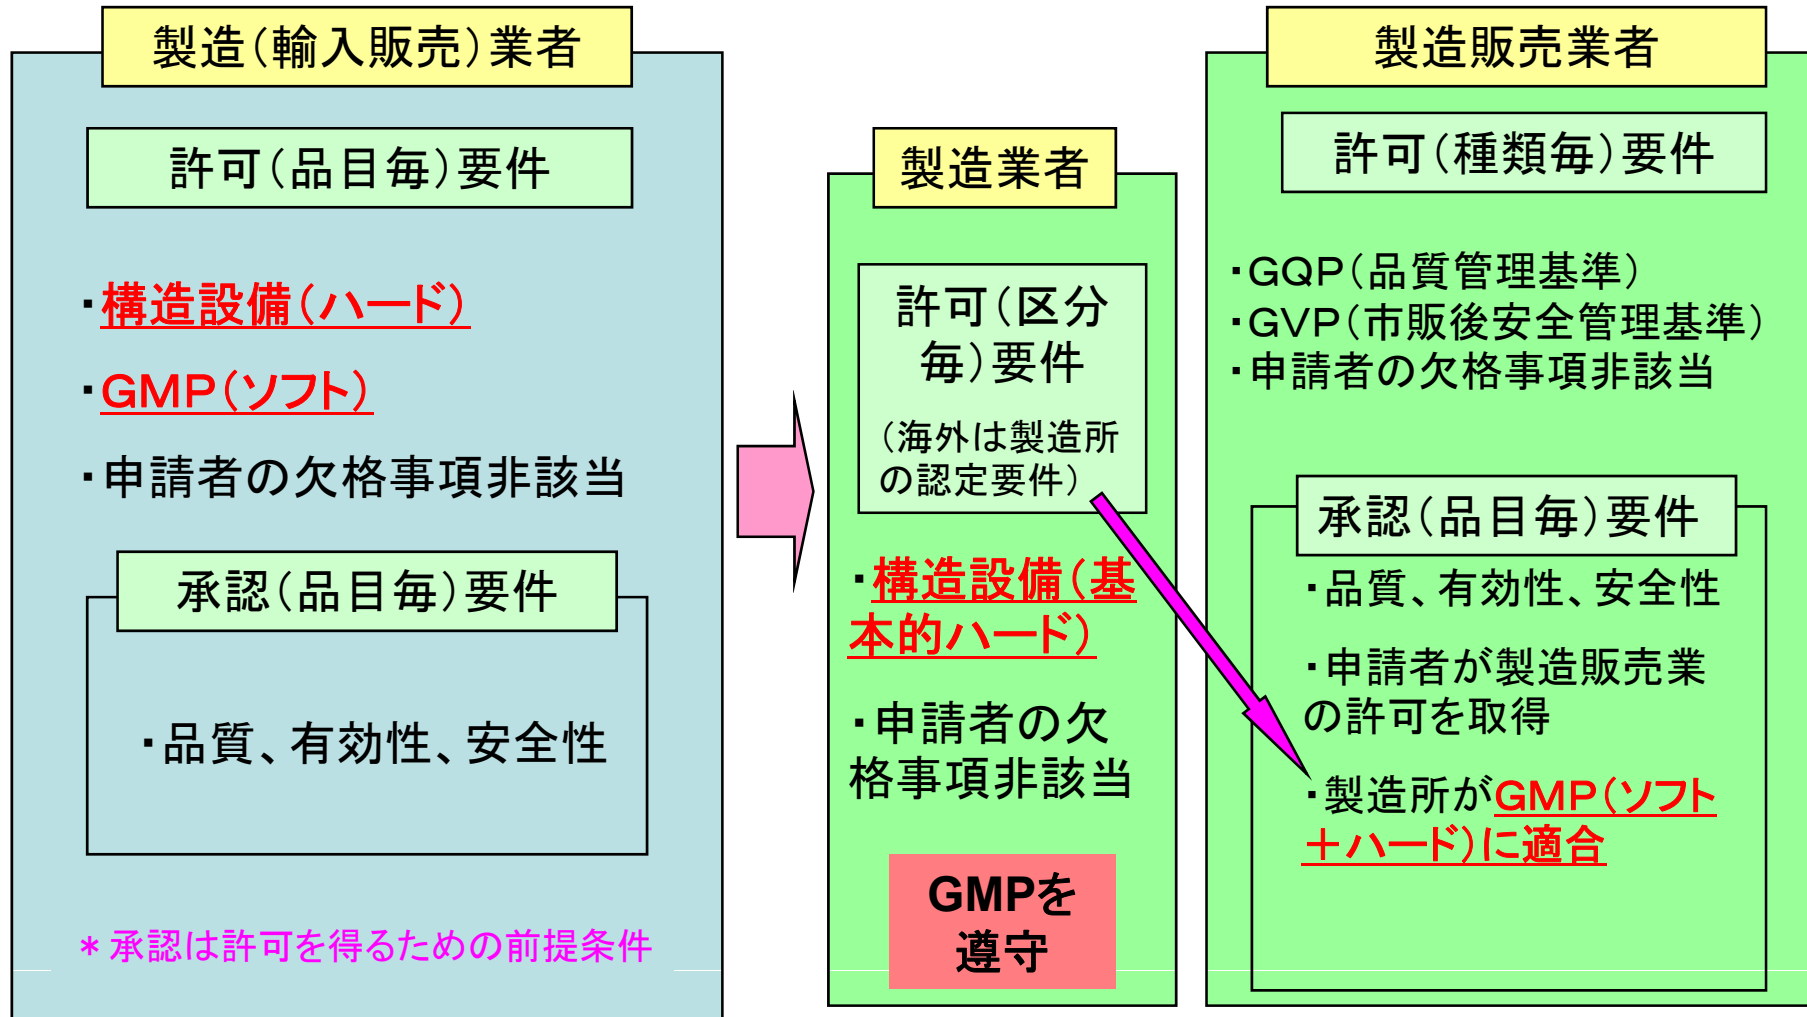 製造(輸入販売)業者
許可(品目毎)要件
・構造設備(ハード)
・GMP(ソフト)
・申請者の欠格事項非該当
承認(品目毎)要件
・品質、有効性、安全性
*承認は許可を得るための前提条件
製造業者
許可(区分
毎)要件
(海外は製造所
の認定要件)
・構造設備(基
本的ハード)
・申請者の欠
格事項非該当
GMPを
遵守
製造販売業者
許可(種類毎)要件
・GQP(品質管理基準)
・GVP(市販後安全管理基準)
・申請者の欠格事項非該当
承認(品目毎)要件
・品質、有効性、安全性
・申請者が製造販売業
の許可を取得
・製造所がGMP(ソフト
+ハード)に適合